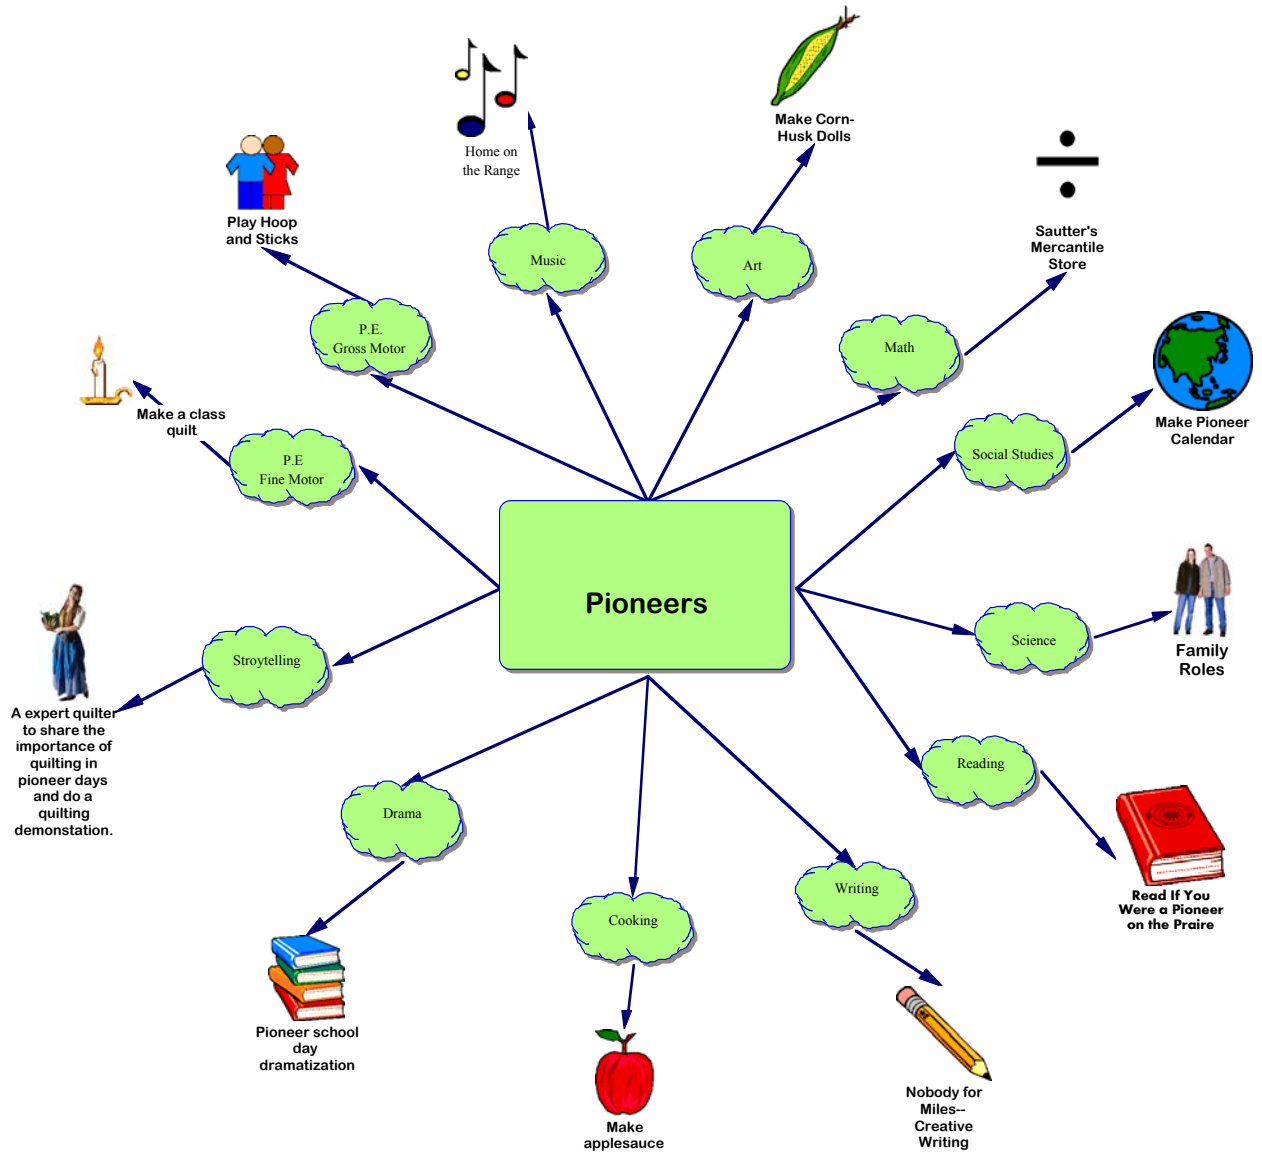 Make Corn-
Husk Dolls
Home on
the Range
Play Hoop
and Sticks
Sautter's
Mercantile
Store
Music
Art
P.E.
Gross Motor
Math
Make a class
quilt
Make Pioneer
Calendar
P.E
Fine Motor
Social Studies
Pioneers
Stroytelling
Science
Family
Roles
A expert quilter
to share the
importance of
quilting in
pioneer days
and do a
quilting
demonstation.
Reading
Drama
Read If You
Were a Pioneer
on the Praire
Writing
Cooking
Pioneer school
day
dramatization
Nobody for
Miles--
Creative
Writing
Make
applesauce